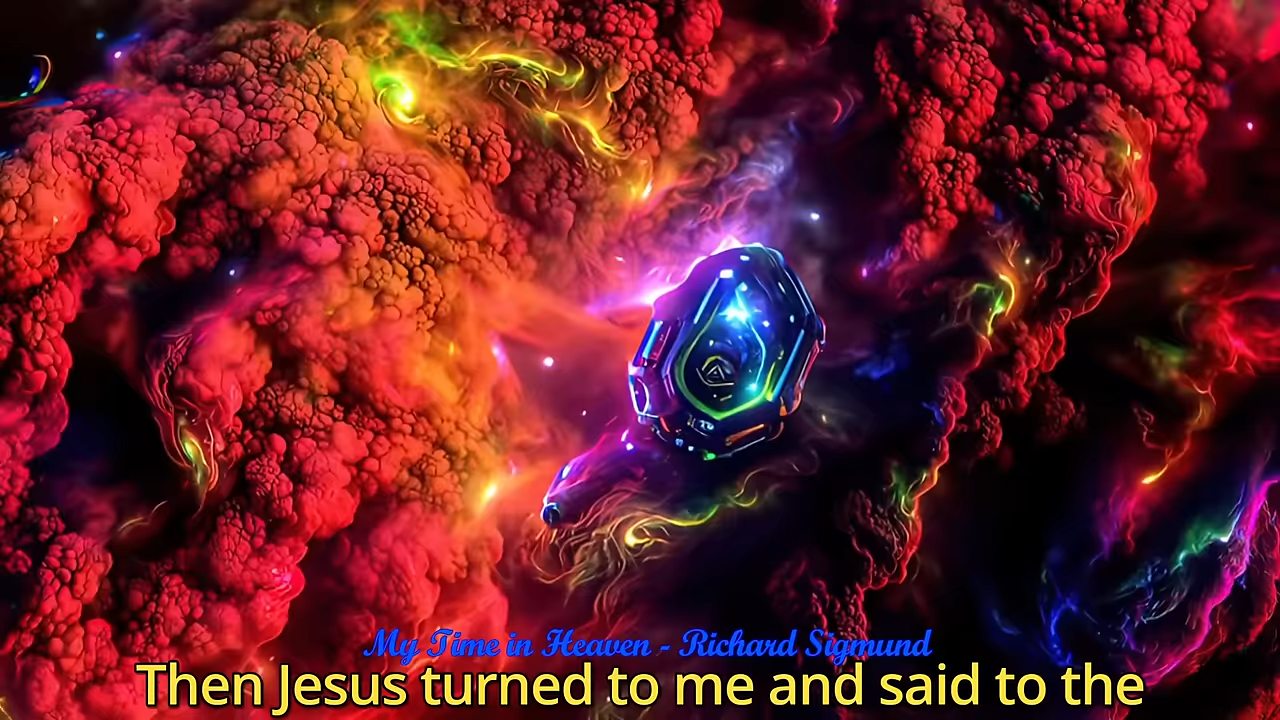 My Time in Heaven - Richard Sigmund
Then Jesus turned to me and said to the